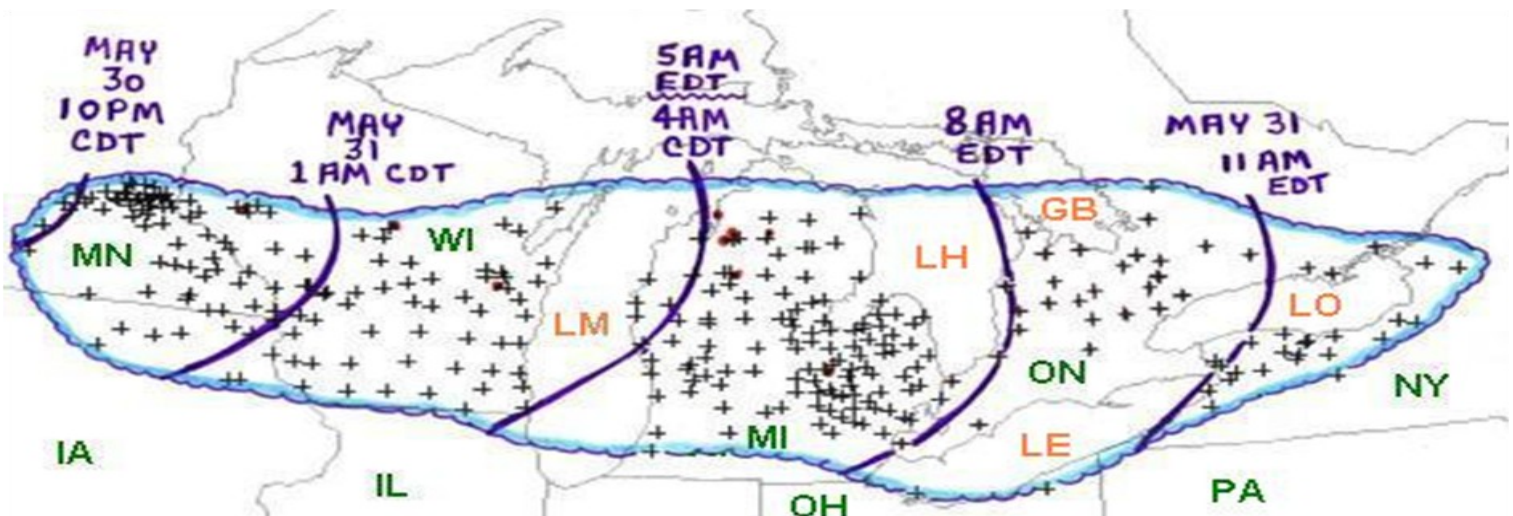 MAY
30
10PM
CDT
MAY
31
1 AM CDT
5AM
EDT
4AM
CDT
8AM
EDT
MAY 31
11AM
EDT
MN
WI
LM
LH
GB
LO
ON
MI
LE
NY
IA
IL
OH
PA